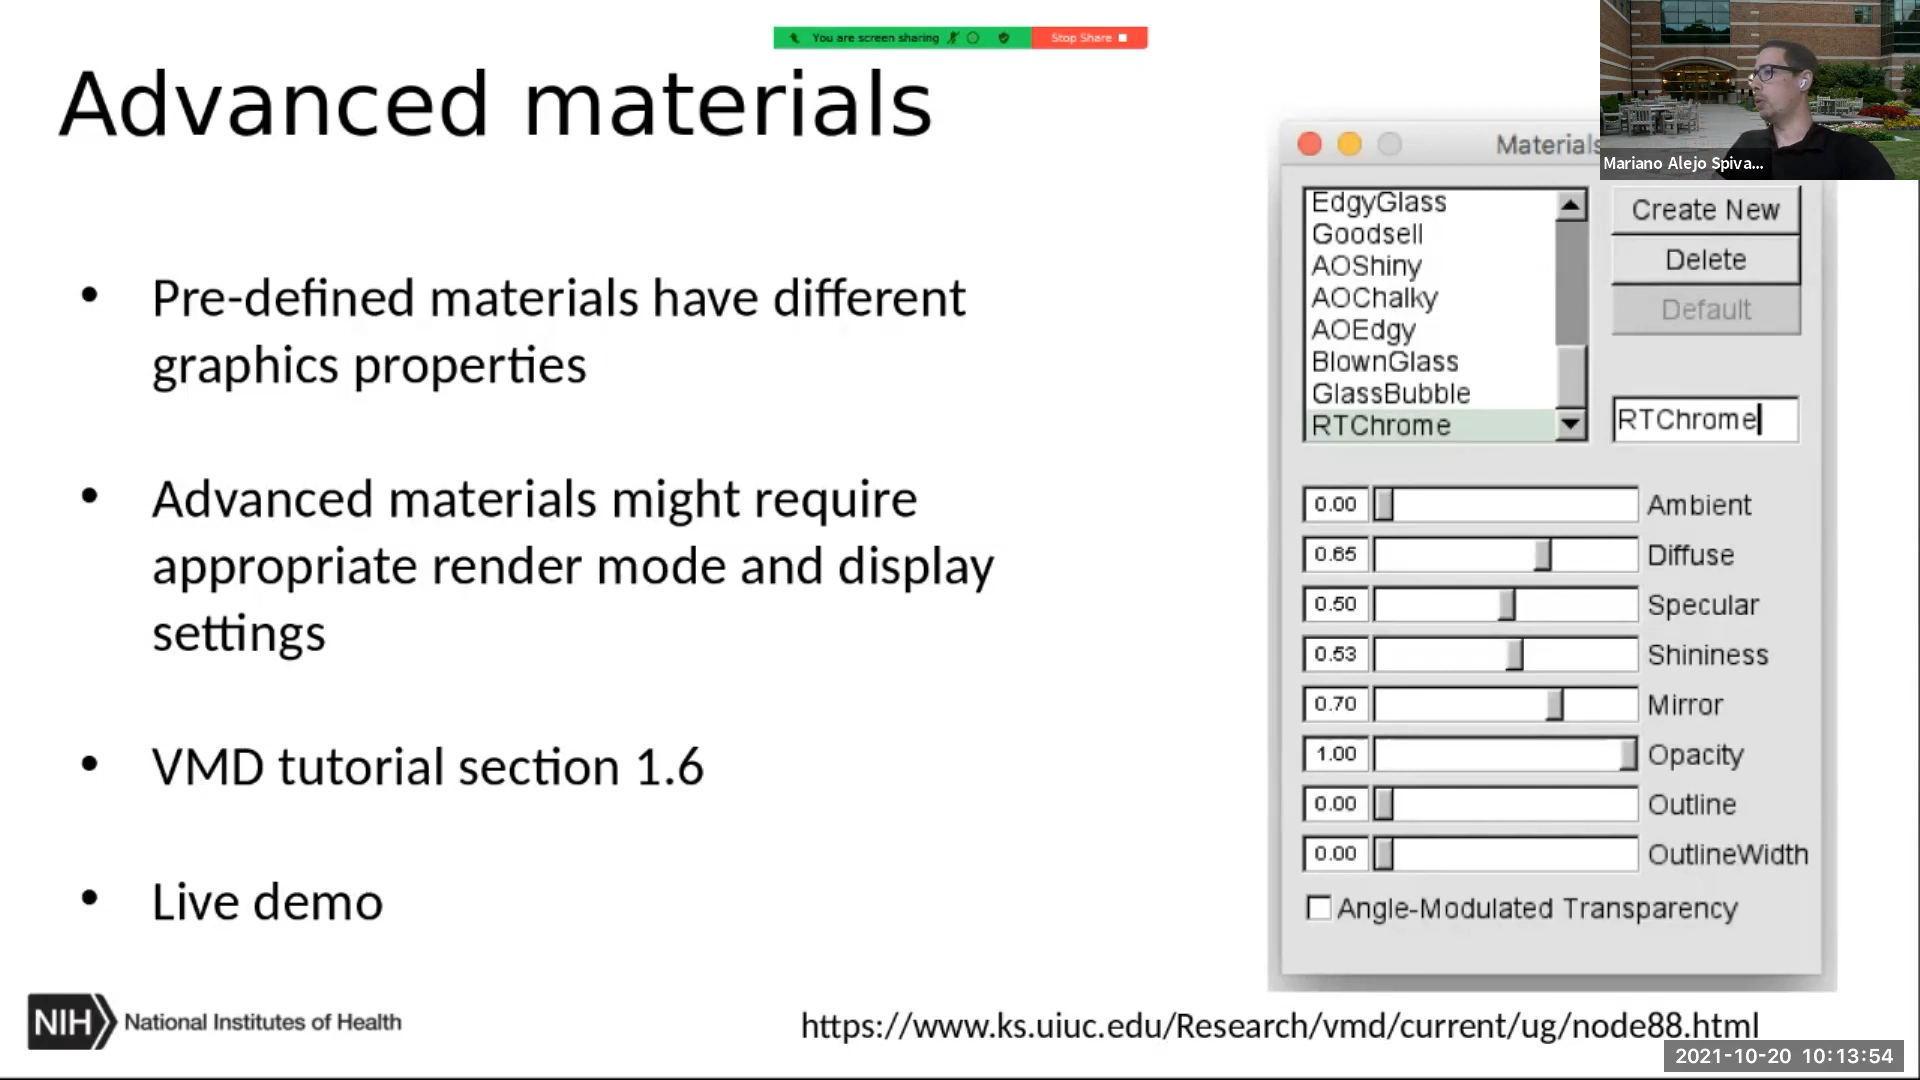 You are screen sharing
Stop Share
Advanced materials
Mariano Alejo Spiva...
Pre-defined materials have different
graphics properties
Advanced materials might require
appropriate render mode and display
settings
VMD tutorial section 1.6
Live demo
Materials
EdgyGlass
Goodsell
AOShiny
AOChalky
AOEdgy
BlownGlass
GlassBubble
RTChrome
Create New
Delete
Default
RTChrome
0.00 Ambient
0.65 Diffuse
0.50 Specular
0.53 Shininess
0.70 Mirror
1.00 Opacity
0.00 Outline
0.00 OutlineWidth
Angle-Modulated Transparency
NIH National Institutes of Health
https://www.ks.uiuc.edu/Research/vmd/current/ug/node88.html
2021-10-20 10:13:54